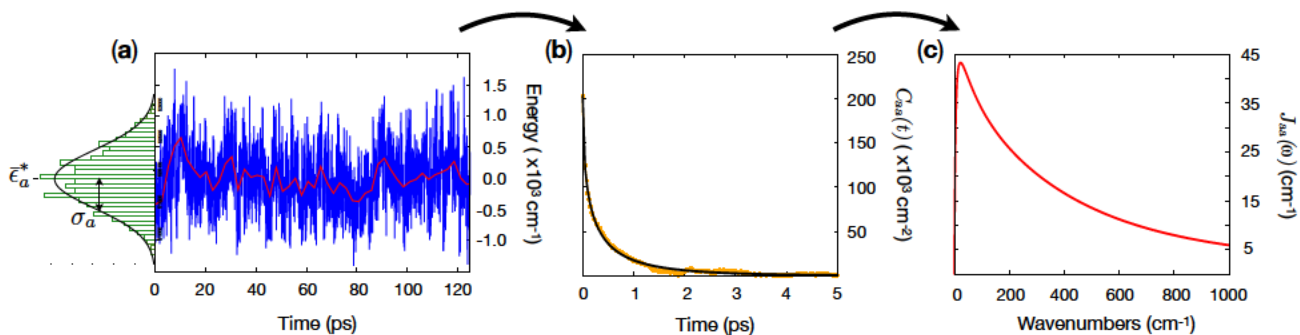 (a)
ε̄*ₐ
σₐ
1.5
1.0
0.5
0.0
-0.5
-1.0
Energy ( x10³ cm⁻¹)
0 20 40 60 80 100 120
Time (ps)
(b)
250
200
150
100
50
Cₐₐ(t) ( x10³ cm⁻²)
0 1 2 3 4 5
Time (ps)
(c)
45
35
25
15
5
Jₐₐ(ω) (cm⁻¹)
0 200 400 600 800 1000
Wavenumbers (cm⁻¹)